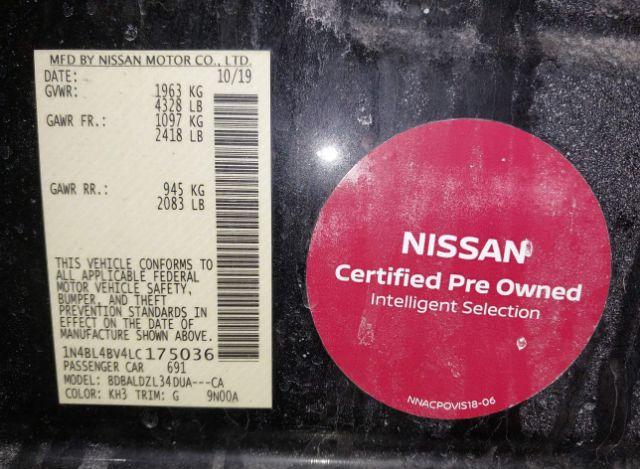 MFD BY NISSAN MOTOR CO., LTD.
DATE: 10/19
GVWR: 1963 KG
4328 LB
GAWR FR.: 1097 KG
2418 LB
GAWR RR.: 945 KG
2083 LB
THIS VEHICLE CONFORMS TO
ALL APPLICABLE FEDERAL
MOTOR VEHICLE SAFETY,
BUMPER, AND THEFT
PREVENTION STANDARDS IN
EFFECT ON THE DATE OF
MANUFACTURE SHOWN ABOVE.
1N4BL4BV4LC175036
PASSENGER CAR 691
MODEL: BDBALDZL34DUA---CA
COLOR: KH3 TRIM: G 9N00A
NISSAN
Certified Pre Owned
Intelligent Selection
NNACPOVIS18-06